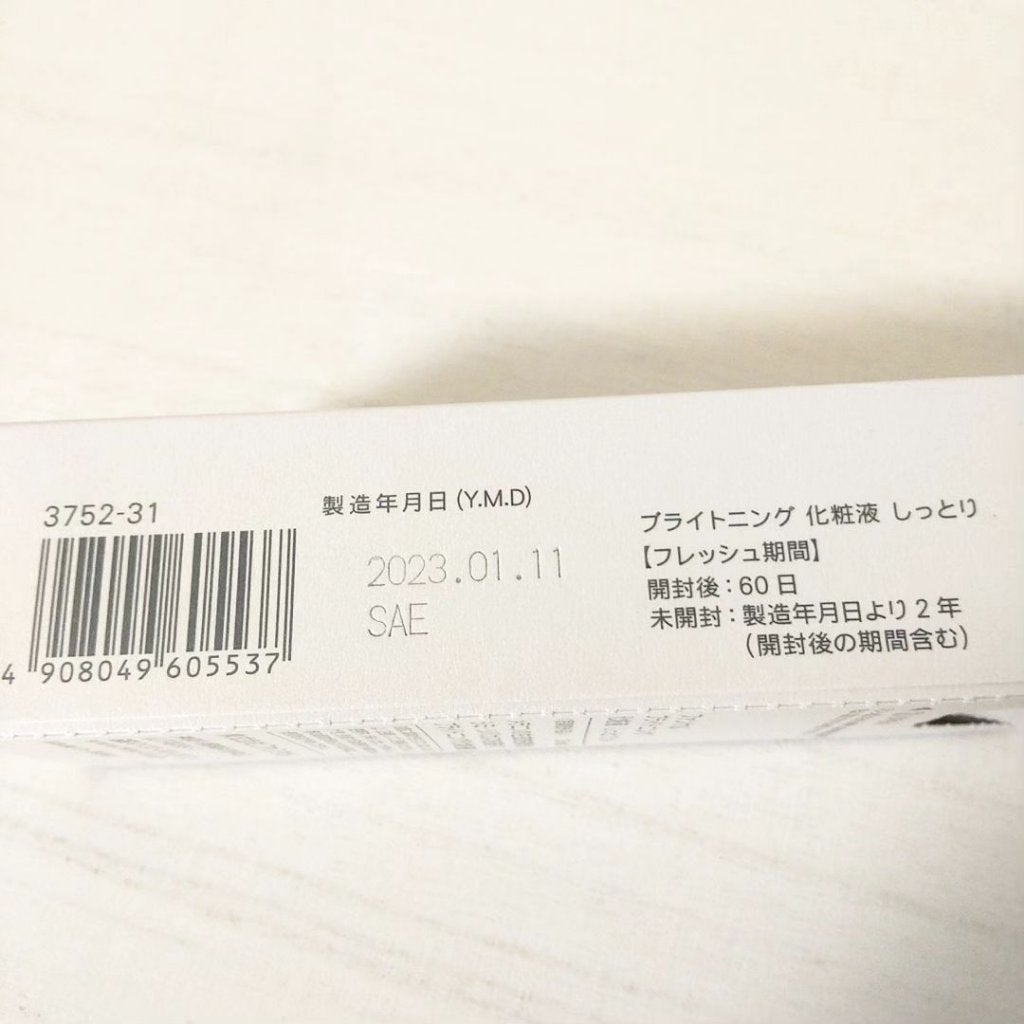 3752-31
4 908049 605537
製造年月日(Y.M.D)
2023.01.11
SAE
ブライトニング 化粧液 しっとり
【フレッシュ期間】
開封後:60日
未開封:製造年月日より2年
(開封後の期間含む)